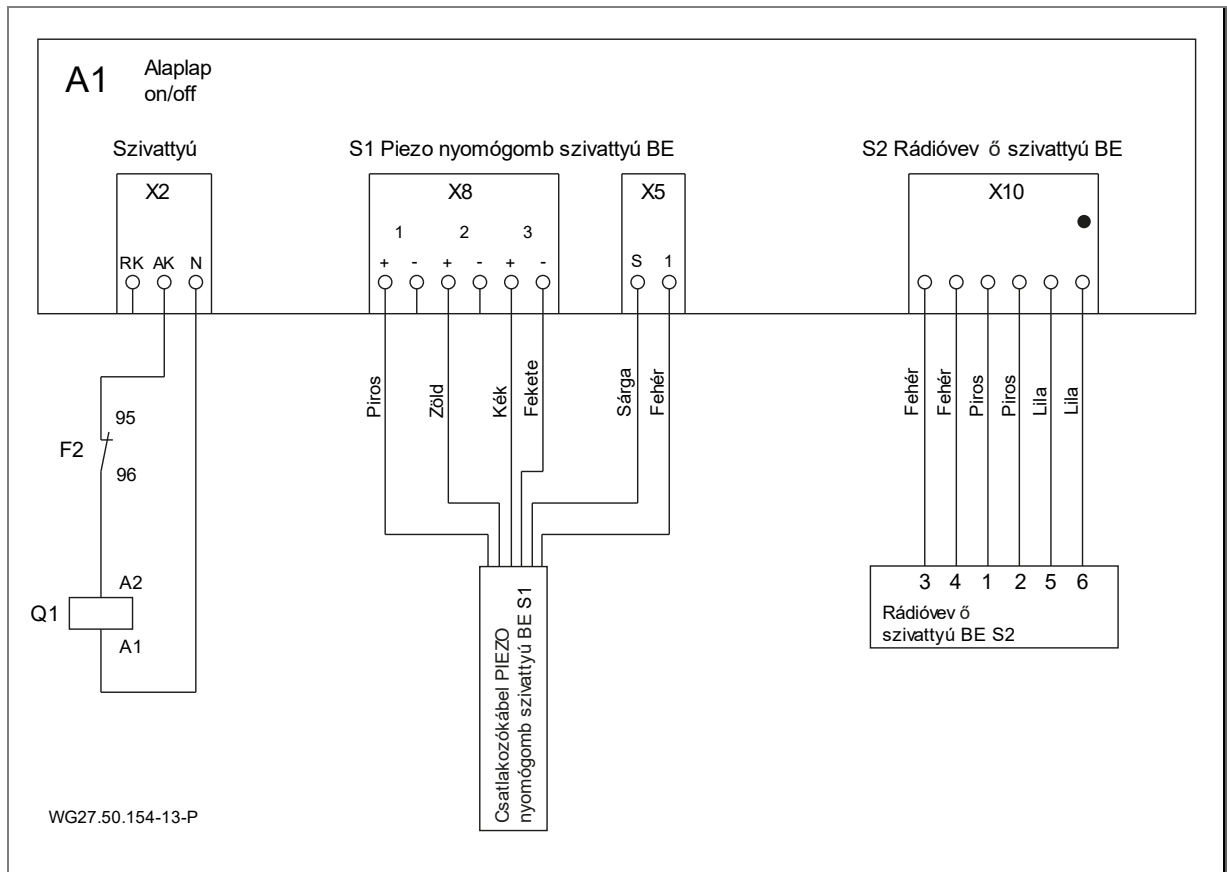 A1
Alaplap
on/off
Szivattyú
S1 Piezo nyomógomb szivattyú BE
S2 Rádióvev ő szivattyú BE
X2
X8
X5
X10
1 2 3
RK AK N
+ - + - + -
S 1
Piros
Zöld
Kék
Fekete
Sárga
Fehér
Fehér
Fehér
Piros
Piros
Lila
Lila
95
F2
96
A2
Q1
A1
Csatlakozókábel PIEZO
nyomógomb szivattyú BE S1
3 4 1 2 5 6
Rádióvev ő
szivattyú BE S2
WG27.50.154-13-P